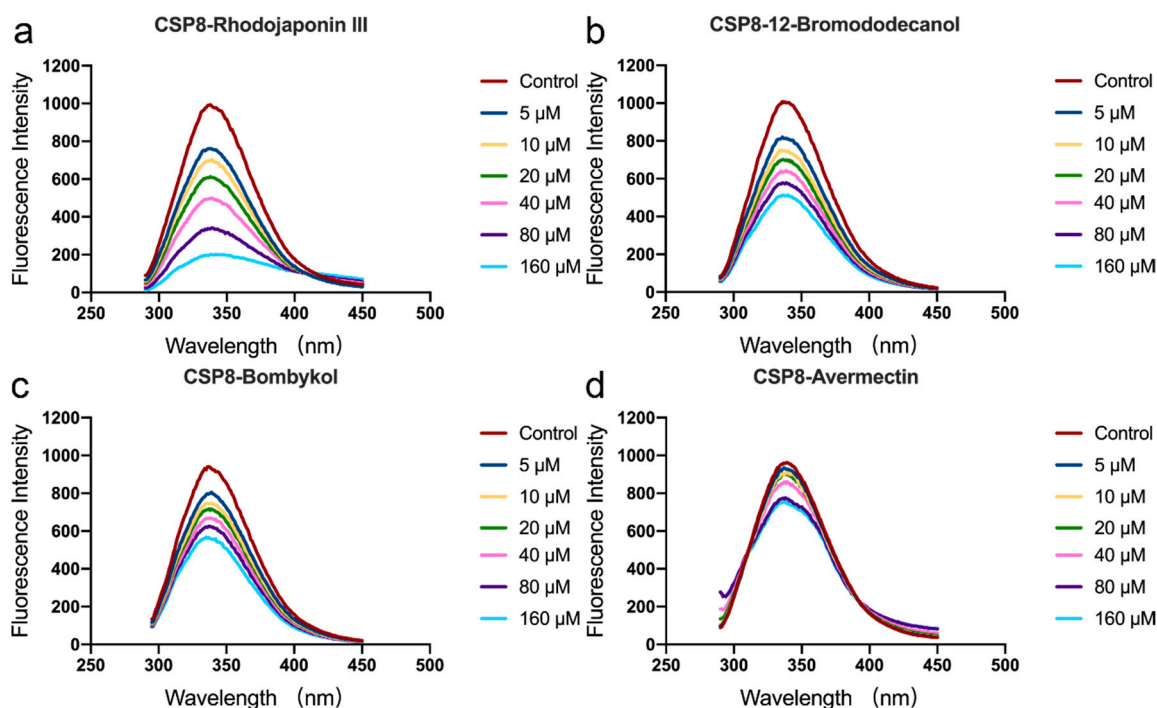 a
CSP8-Rhodojaponin III
Fluorescence Intensity
1200
1000
800
600
400
200
0
250
300
350
400
450
500
Wavelength (nm)
Control
5 µM
10 µM
20 µM
40 µM
80 µM
160 µM
b
CSP8-12-Bromododecanol
Fluorescence Intensity
1200
1000
800
600
400
200
0
250
300
350
400
450
500
Wavelength (nm)
Control
5 µM
10 µM
20 µM
40 µM
80 µM
160 µM
c
CSP8-Bombykol
Fluorescence Intensity
1200
1000
800
600
400
200
0
250
300
350
400
450
500
Wavelength (nm)
Control
5 µM
10 µM
20 µM
40 µM
80 µM
160 µM
d
CSP8-Avermectin
Fluorescence Intensity
1200
1000
800
600
400
200
0
250
300
350
400
450
500
Wavelength (nm)
Control
5 µM
10 µM
20 µM
40 µM
80 µM
160 µM